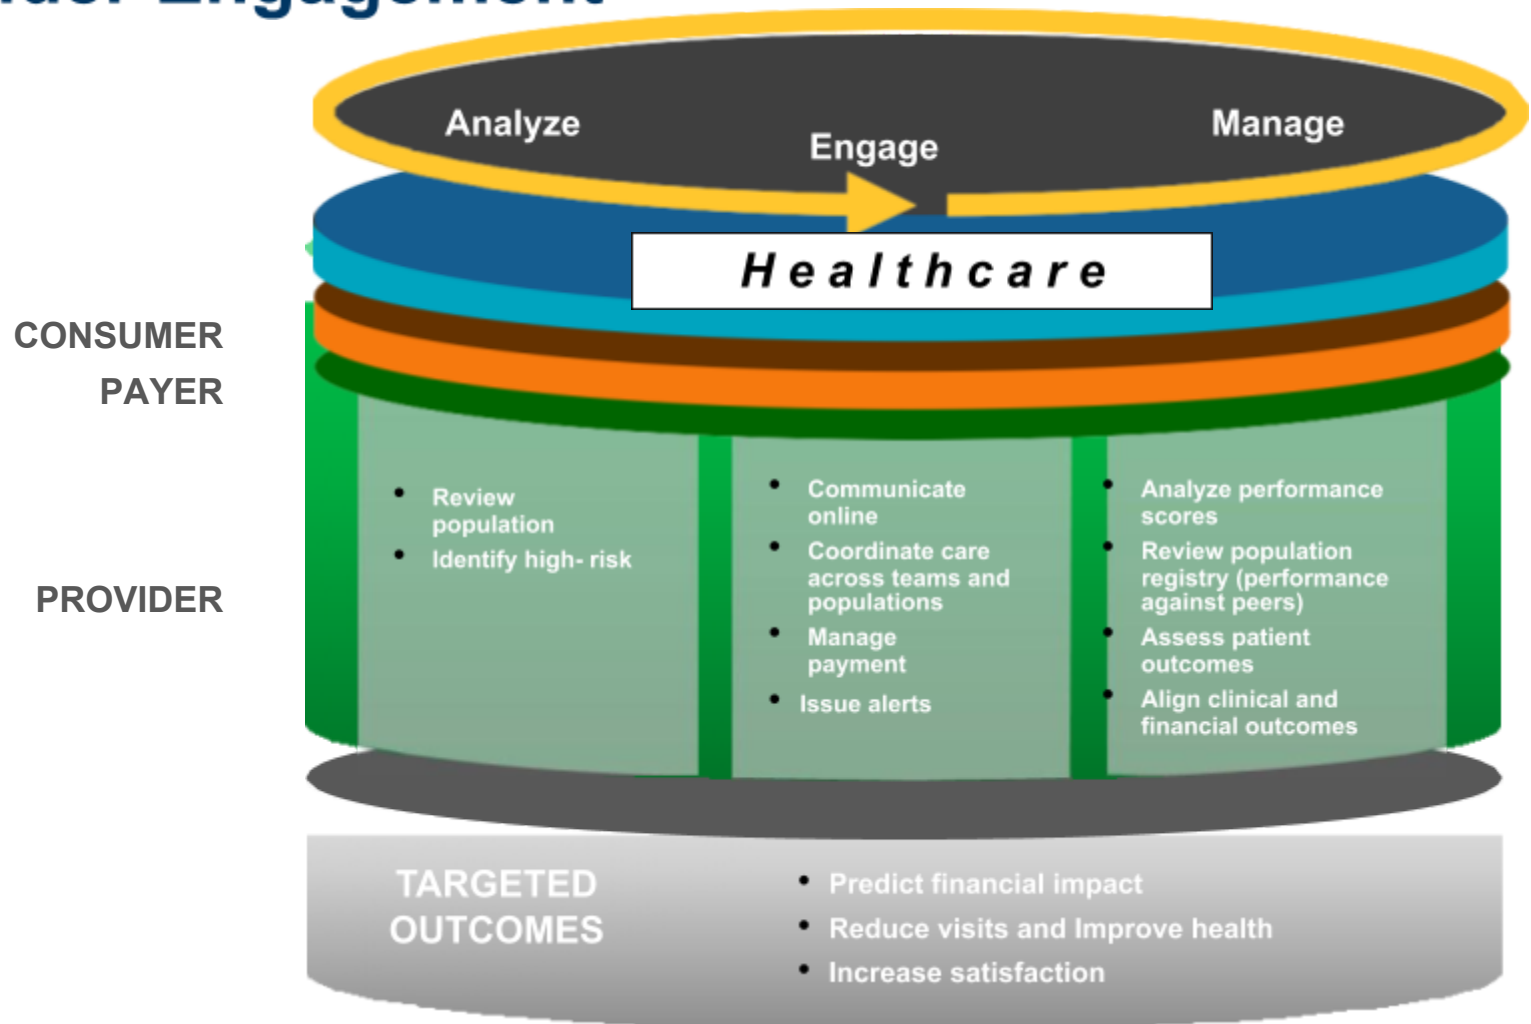 Engagement
Analyze
Engage
Manage
Healthcare
CONSUMER
PAYER
PROVIDER
• Review
population
• Identify high- risk
• Communicate
online
• Coordinate care
across teams and
populations
• Manage
payment
• Issue alerts
• Analyze performance
scores
• Review population
registry (performance
against peers)
• Assess patient
outcomes
• Align clinical and
financial outcomes
TARGETED
OUTCOMES
• Predict financial impact
• Reduce visits and Improve health
• Increase satisfaction